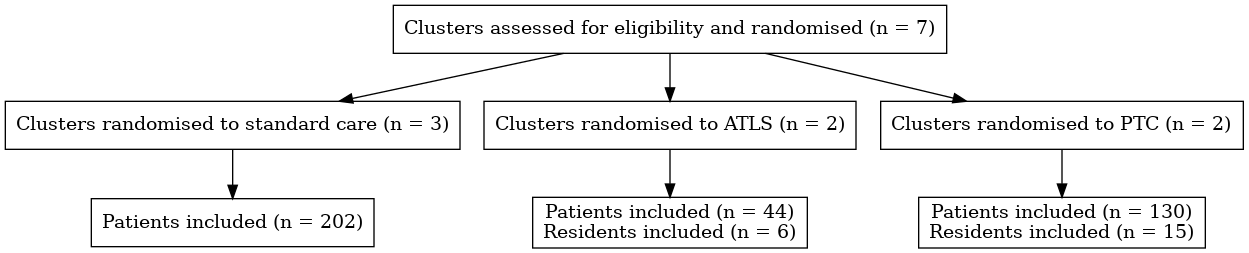 Clusters assessed for eligibility and randomised (n = 7)
Clusters randomised to standard care (n = 3)
Clusters randomised to ATLS (n = 2)
Clusters randomised to PTC (n = 2)
Patients included (n = 202)
Patients included (n = 44)
Residents included (n = 6)
Patients included (n = 130)
Residents included (n = 15)